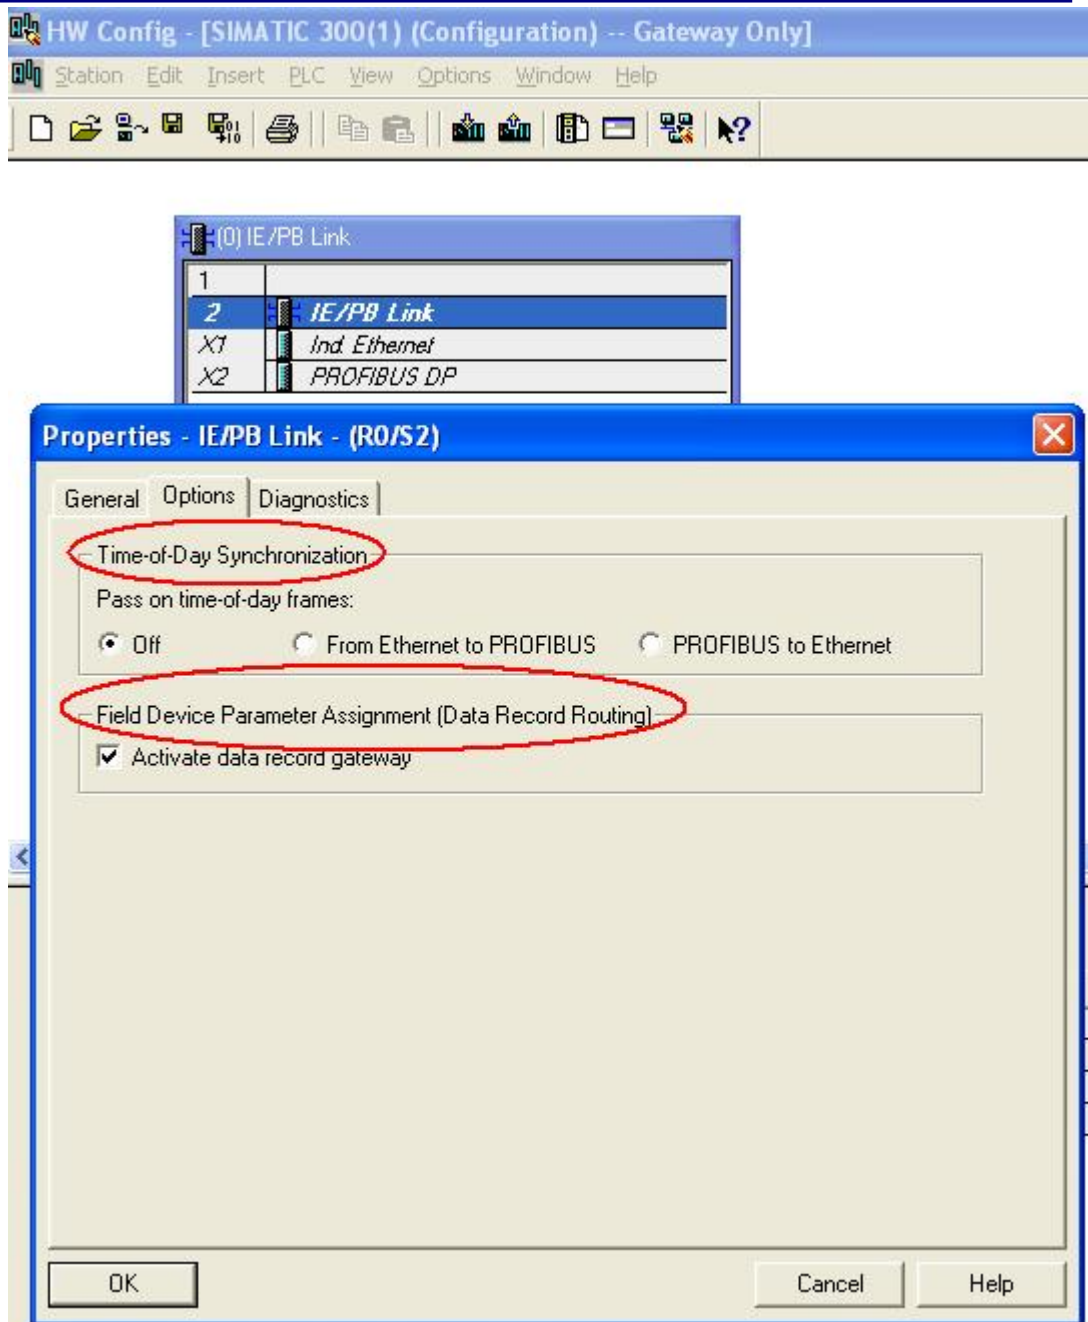 HW Config - [SIMATIC 300(1) (Configuration) -- Gateway Only]
Station Edit Insert PLC View Options Window Help
(0) IE/PB Link
1
2 IE/PB Link
X1 Ind. Ethernet
X2 PROFIBUS DP
Properties - IE/PB Link - (R0/S2)
General Options Diagnostics
Time-of-Day Synchronization
Pass on time-of-day frames:
Off From Ethernet to PROFIBUS PROFIBUS to Ethernet
Field Device Parameter Assignment (Data Record Routing)
Activate data record gateway
OK Cancel Help